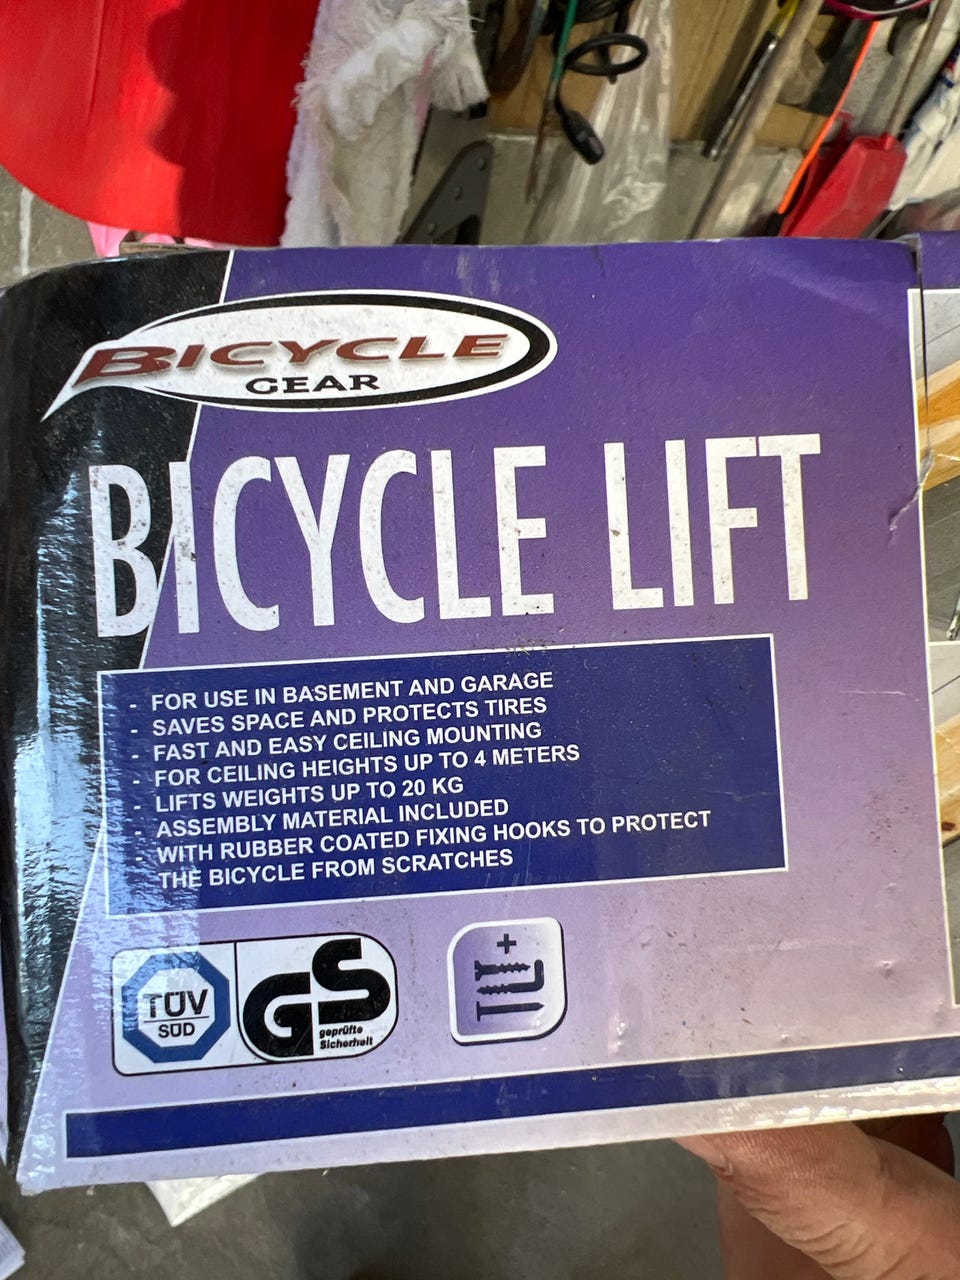 BICYCLE
GEAR
BICYCLE LIFT
- FOR USE IN BASEMENT AND GARAGE
- SAVES SPACE AND PROTECTS TIRES
- FAST AND EASY CEILING MOUNTING
- FOR CEILING HEIGHTS UP TO 4 METERS
- LIFTS WEIGHTS UP TO 20 KG
- ASSEMBLY MATERIAL INCLUDED
- WITH RUBBER COATED FIXING HOOKS TO PROTECT
THE BICYCLE FROM SCRATCHES
TÜV
SÜD
GS
geprüfte
Sicherheit
+